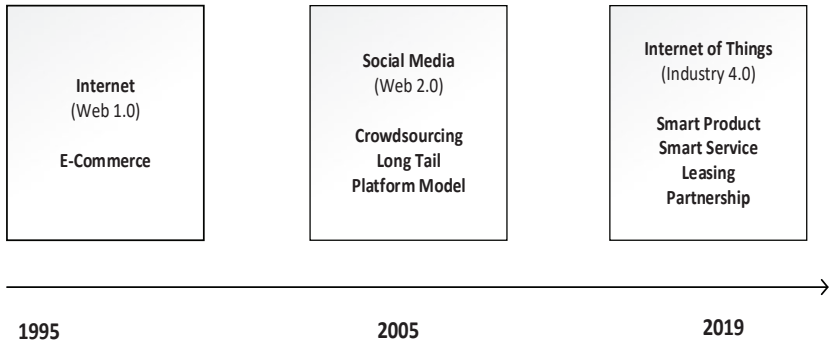 Internet
(Web 1.0)
E-Commerce
Social Media
(Web 2.0)
Crowdsourcing
Long Tail
Platform Model
Internet of Things
(Industry 4.0)
Smart Product
Smart Service
Leasing
Partnership
1995
2005
2019